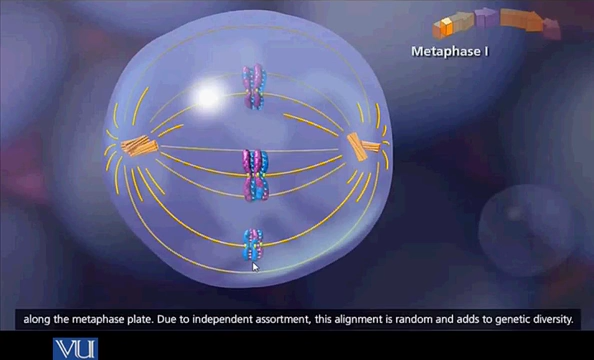 Metaphase I
along the metaphase plate. Due to independent assortment, this alignment is random and adds to genetic diversity.
VU